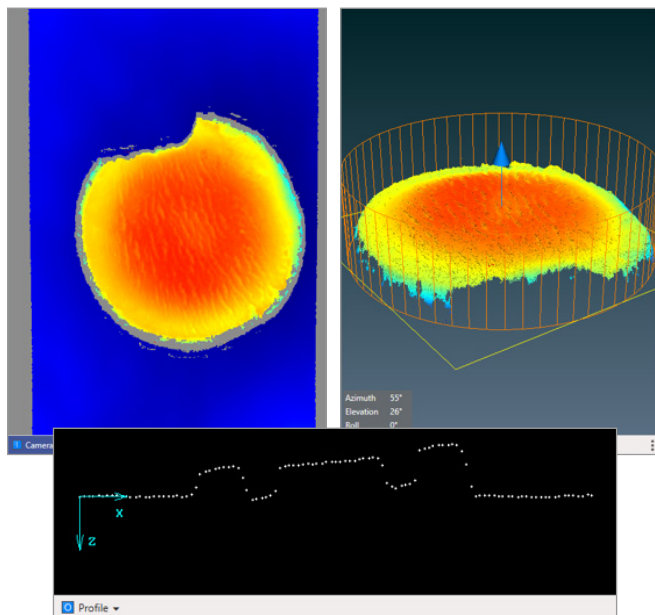 Azimuth 55°
Elevation 26°
Roll 0°
Camera
X
Z
Profile